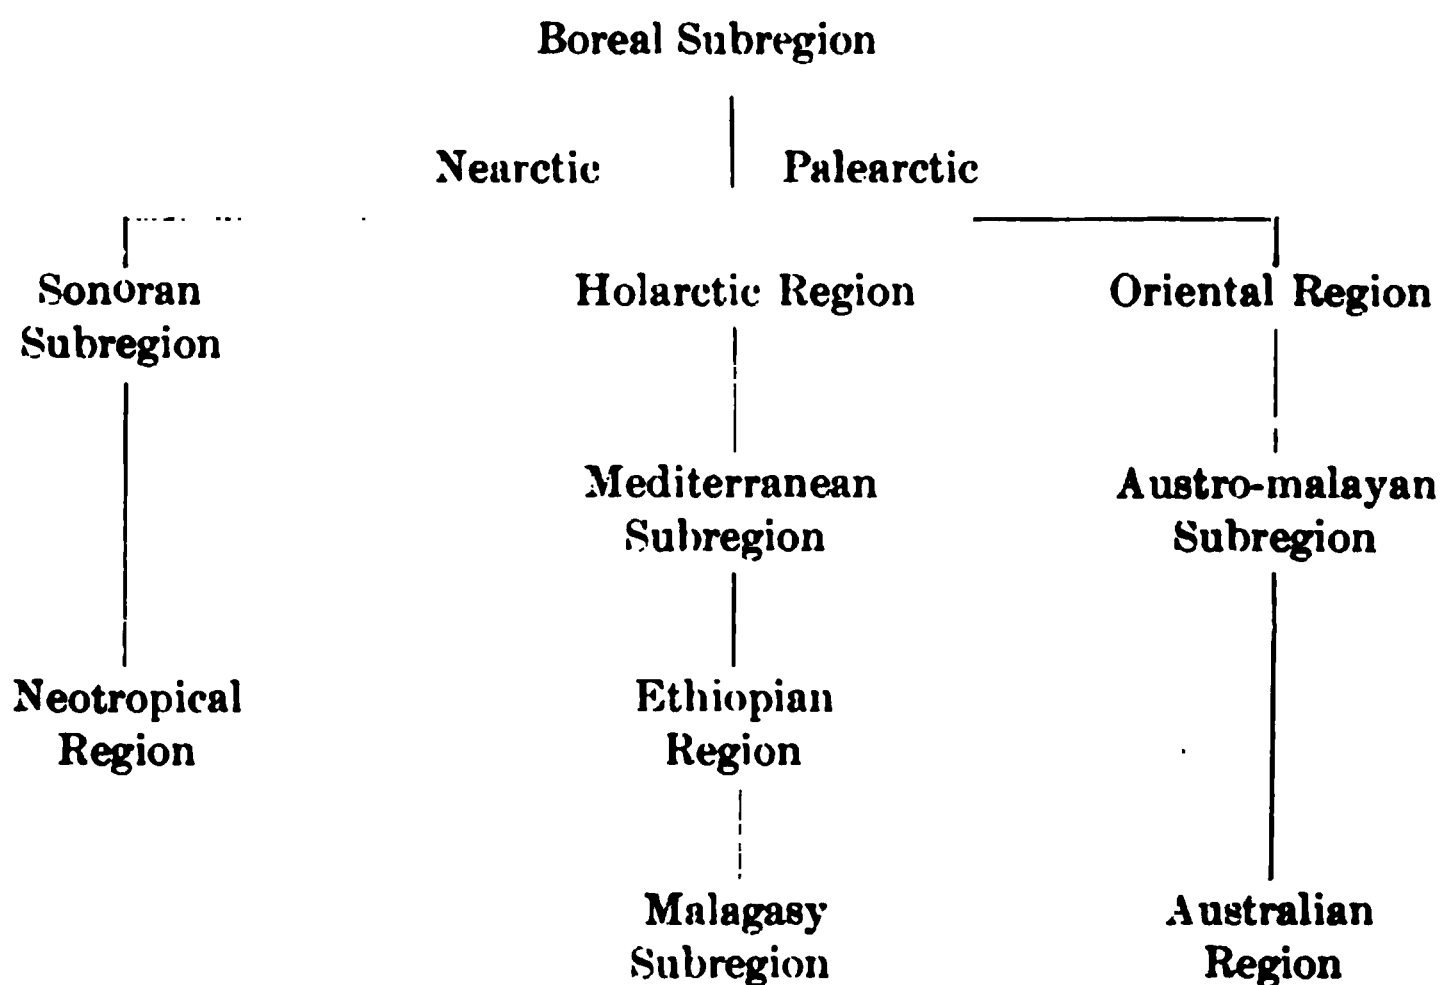 Boreal Subregion
Nearctic Palearctic
Sonoran Subregion
Holarctic Region
Oriental Region
Mediterranean Subregion
Austro-malayan Subregion
Neotropical Region
Ethiopian Region
Malagasy Subregion
Australian Region